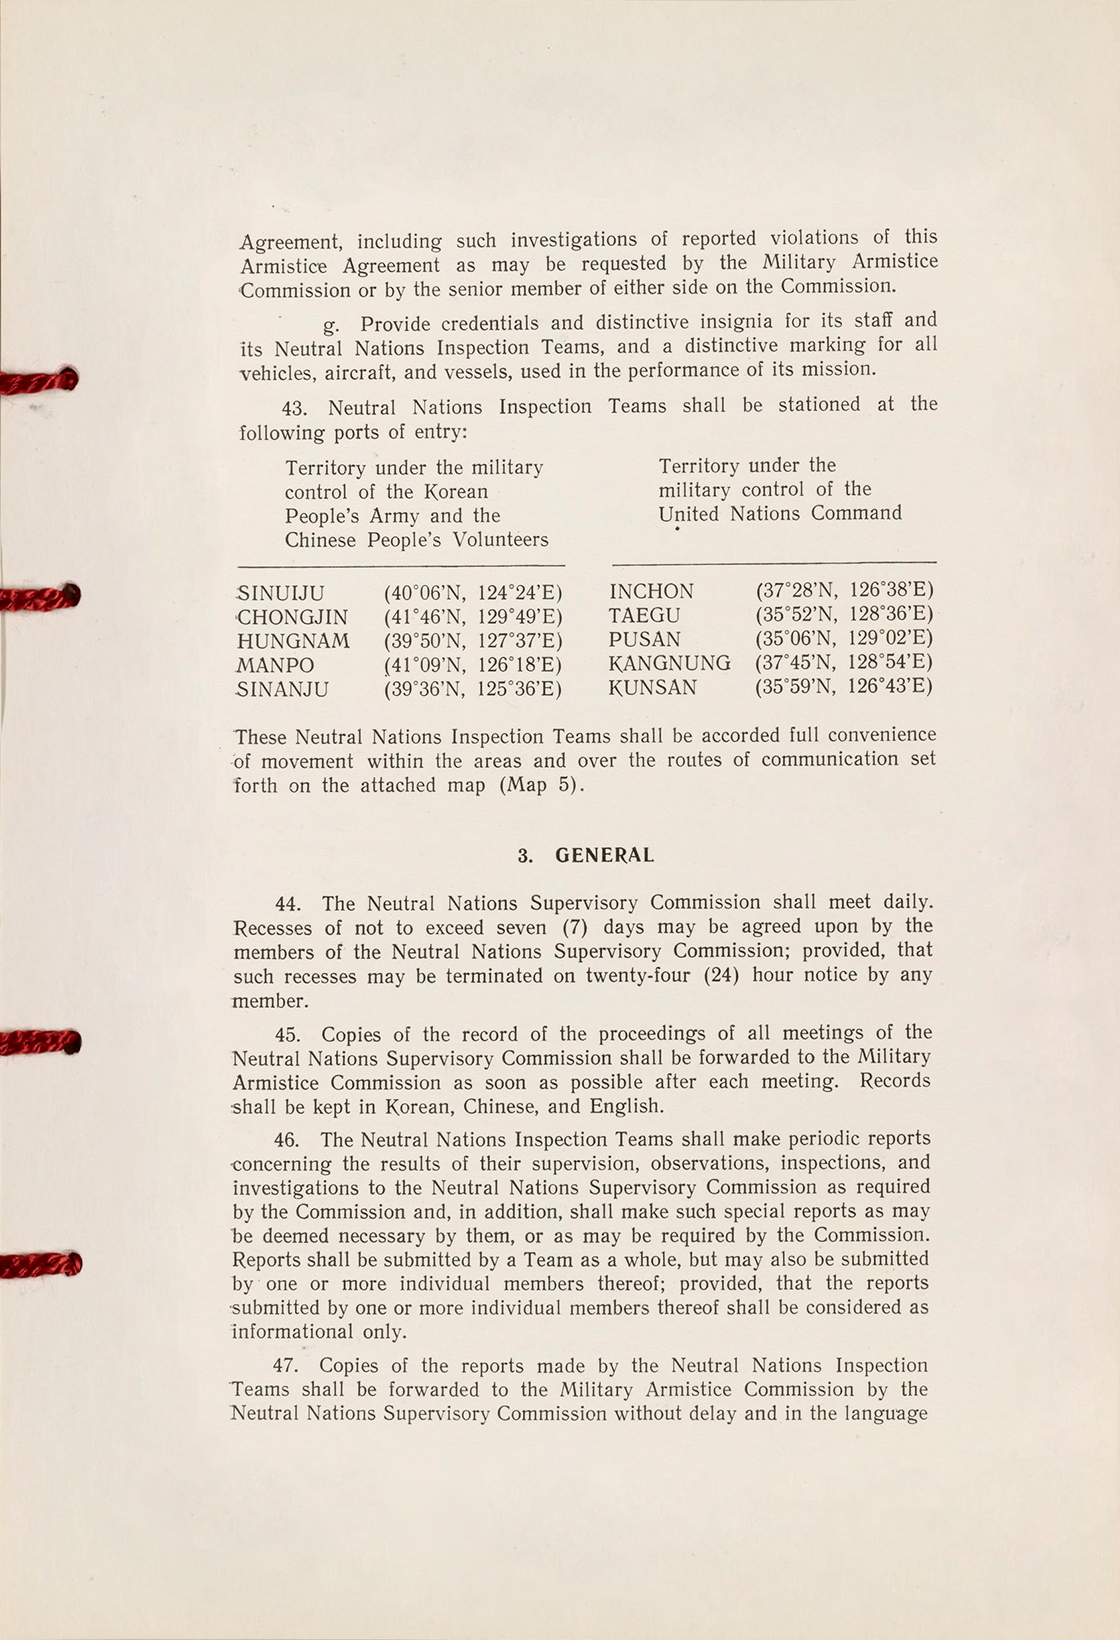 Agreement, including such investigations of reported violations of this
Armistice Agreement as may be requested by the Military Armistice
Commission or by the senior member of either side on the Commission.
g. Provide credentials and distinctive insignia for its staff and
its Neutral Nations Inspection Teams, and a distinctive marking for all
vehicles, aircraft, and vessels, used in the performance of its mission.
43. Neutral Nations Inspection Teams shall be stationed at the
following ports of entry:
Territory under the military
control of the Korean
People's Army and the
Chinese People's Volunteers
Territory under the
military control of the
United Nations Command
SINUIJU (40°06'N, 124°24'E) INCHON (37°28'N, 126°38'E)
CHONGJIN (41°46'N, 129°49'E) TAEGU (35°52'N, 128°36'E)
HUNGNAM (39°50'N, 127°37'E) PUSAN (35°06'N, 129°02'E)
MANPO (41°09'N, 126°18'E) KANGNUNG (37°45'N, 128°54'E)
SINANJU (39°36'N, 125°36'E) KUNSAN (35°59'N, 126°43'E)
These Neutral Nations Inspection Teams shall be accorded full convenience
of movement within the areas and over the routes of communication set
forth on the attached map (Map 5).
3. GENERAL
44. The Neutral Nations Supervisory Commission shall meet daily.
Recesses of not to exceed seven (7) days may be agreed upon by the
members of the Neutral Nations Supervisory Commission; provided, that
such recesses may be terminated on twenty-four (24) hour notice by any
member.
45. Copies of the record of the proceedings of all meetings of the
Neutral Nations Supervisory Commission shall be forwarded to the Military
Armistice Commission as soon as possible after each meeting. Records
shall be kept in Korean, Chinese, and English.
46. The Neutral Nations Inspection Teams shall make periodic reports
concerning the results of their supervision, observations, inspections, and
investigations to the Neutral Nations Supervisory Commission as required
by the Commission and, in addition, shall make such special reports as may
be deemed necessary by them, or as may be required by the Commission.
Reports shall be submitted by a Team as a whole, but may also be submitted
by one or more individual members thereof; provided, that the reports
submitted by one or more individual members thereof shall be considered as
informational only.
47. Copies of the reports made by the Neutral Nations Inspection
Teams shall be forwarded to the Military Armistice Commission by the
Neutral Nations Supervisory Commission without delay and in the language